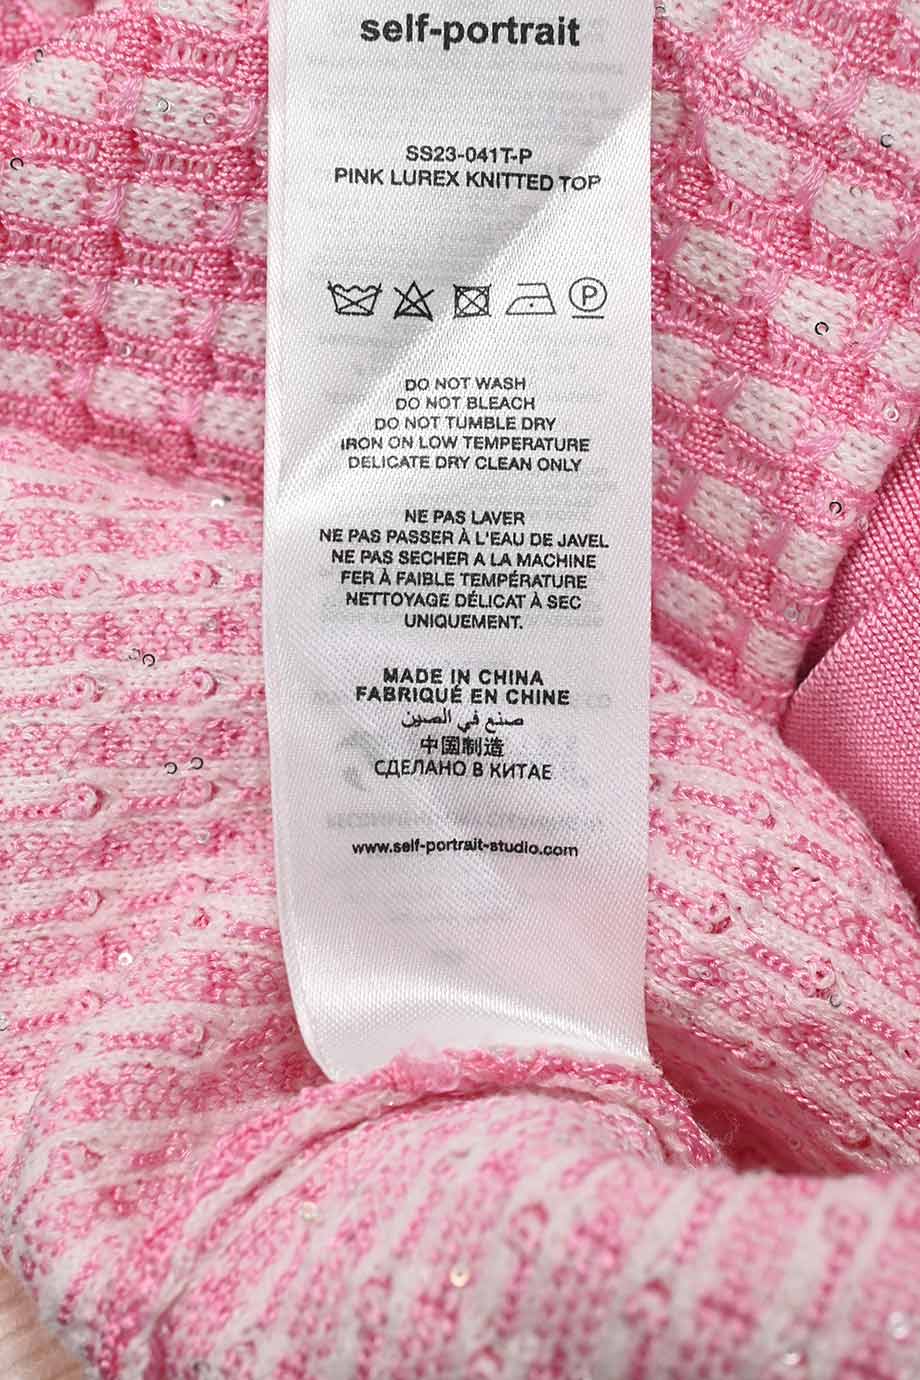 self-portrait
SS23-041T-P
PINK LUREX KNITTED TOP
P
DO NOT WASH
DO NOT BLEACH
DO NOT TUMBLE DRY
IRON ON LOW TEMPERATURE
DELICATE DRY CLEAN ONLY
NE PAS LAVER
NE PAS PASSER À L'EAU DE JAVEL
NE PAS SECHER A LA MACHINE
FER À FAIBLE TEMPÉRATURE
NETTOYAGE DÉLICAT À SEC
UNIQUEMENT.
MADE IN CHINA
FABRIQUÉ EN CHINE
صنع في الصين
中国制造
СДЕЛАНО В КИТАЕ
www.self-portrait-studio.com